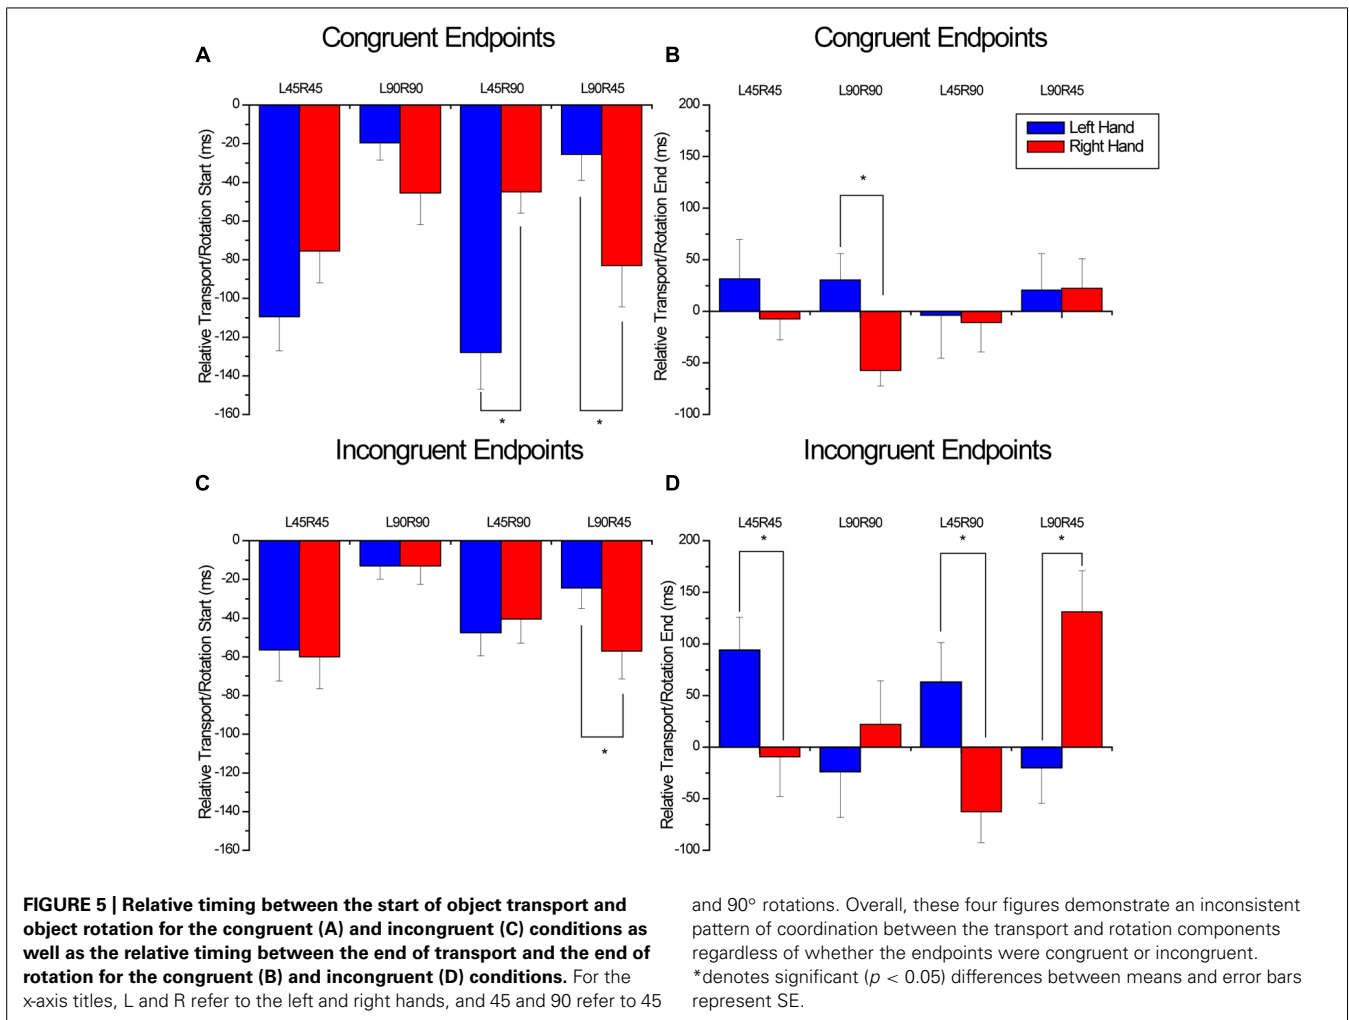 Congruent Endpoints
A
L45R45 L90R90 L45R90 L90R45
Relative Transport/Rotation Start (ms)
0
-20
-40
-60
-80
-100
-120
-140
-160
* *
Congruent Endpoints
B
L45R45 L90R90 L45R90 L90R45
Relative Transport/Rotation End (ms)
200
150
100
50
0
-50
-100
*
Left Hand
Right Hand
Incongruent Endpoints
C
L45R45 L90R90 L45R90 L90R45
Relative Transport/Rotation Start (ms)
0
-20
-40
-60
-80
-100
-120
-140
-160
*
Incongruent Endpoints
D
L45R45 L90R90 L45R90 L90R45
Relative Transport/Rotation End (ms)
200
150
100
50
0
-50
-100
* * *
FIGURE 5 | Relative timing between the start of object transport and
object rotation for the congruent (A) and incongruent (C) conditions as
well as the relative timing between the end of transport and the end of
rotation for the congruent (B) and incongruent (D) conditions. For the
x-axis titles, L and R refer to the left and right hands, and 45 and 90 refer to 45
and 90° rotations. Overall, these four figures demonstrate an inconsistent
pattern of coordination between the transport and rotation components
regardless of whether the endpoints were congruent or incongruent.
*denotes significant (p < 0.05) differences between means and error bars
represent SE.